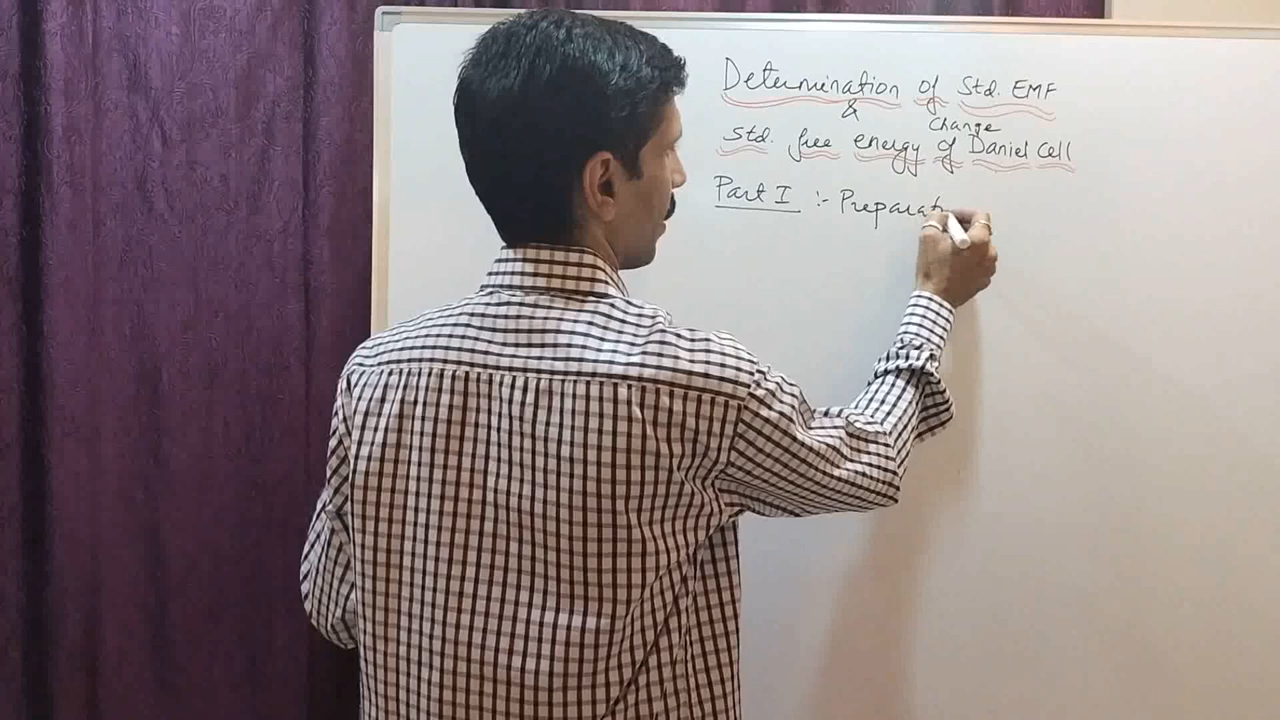 Determination of Std. EMF
&
Change
Std. free energy of Daniel Cell
Part I :- Preparat